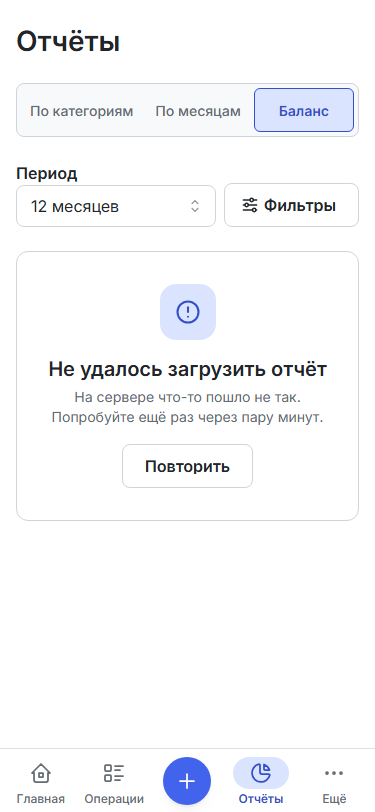 Отчёты
По категориям
По месяцам
Баланс
Период
12 месяцев
Фильтры
Не удалось загрузить отчёт
На сервере что-то пошло не так.
Попробуйте ещё раз через пару минут.
Повторить
Главная
Операции
Отчёты
Ещё